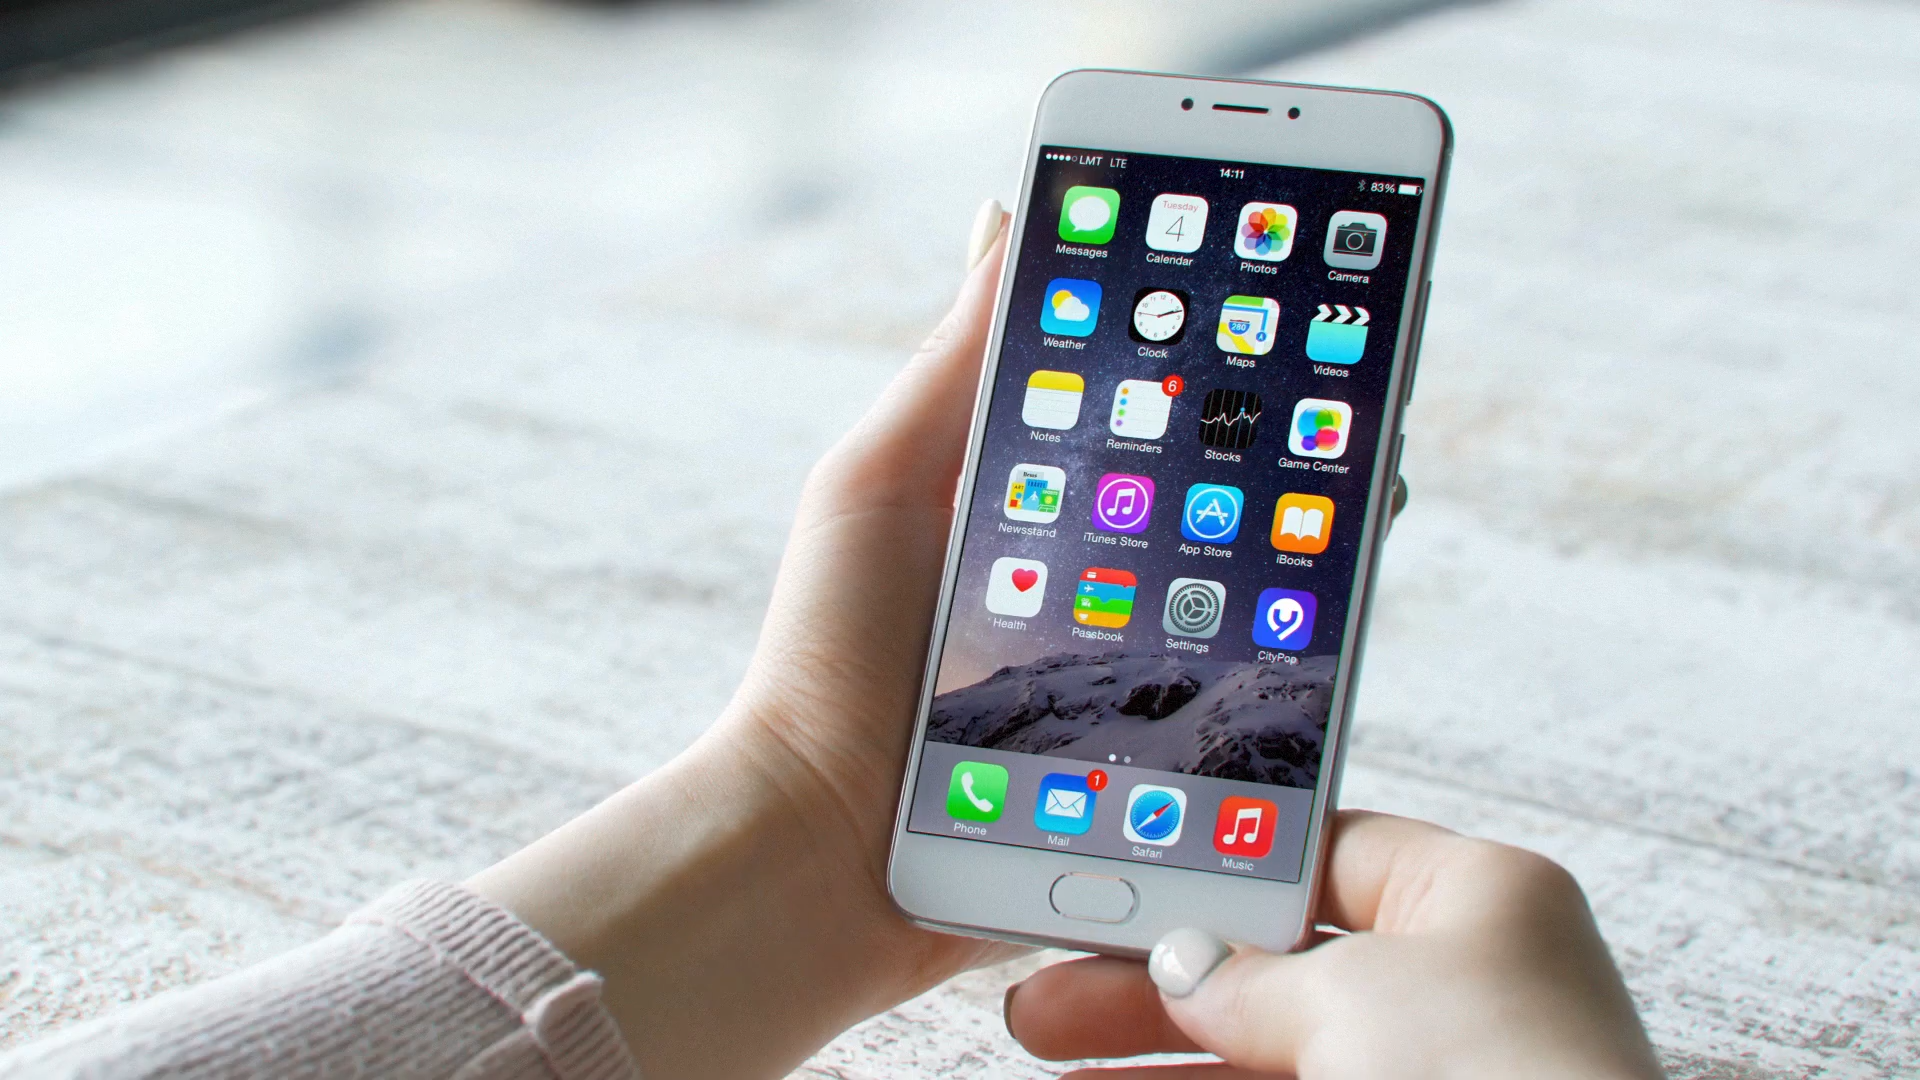 LMT LTE
14:11
83%
Tuesday
4
Messages
Calendar
Photos
Camera
280
Weather
Clock
Maps
Videos
6
Notes
Reminders
Stocks
Game Center
Newsstand
iTunes Store
App Store
iBooks
Health
Passbook
Settings
CityPop
1
Phone
Mail
Safari
Music